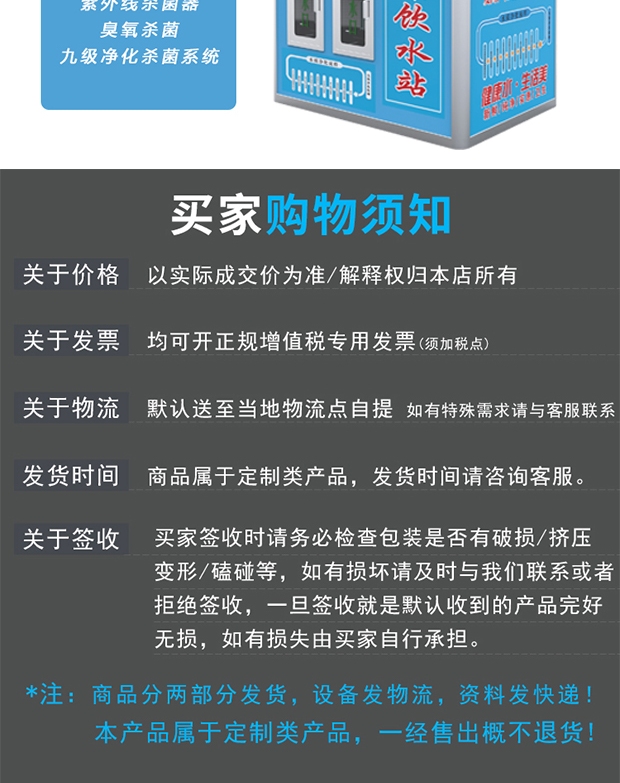 紫外线杀菌器
臭氧杀菌
九级净化杀菌系统
饮水站
健康水·生活美
买家购物须知
关于价格 以实际成交价为准/解释权归本店所有
关于发票 均可开正规增值税专用发票(须加税点)
关于物流 默认送至当地物流点自提 如有特殊需求请与客服联系
发货时间 商品属于定制类产品，发货时间请咨询客服。
关于签收 买家签收时请务必检查包装是否有破损/挤压
变形/磕碰等，如有损坏请及时与我们联系或者
拒绝签收，一旦签收就是默认收到的产品完好
无损，如有损失由买家自行承担。
*注：商品分两部分发货，设备发物流，资料发快递！
本产品属于定制类产品，一经售出概不退货！